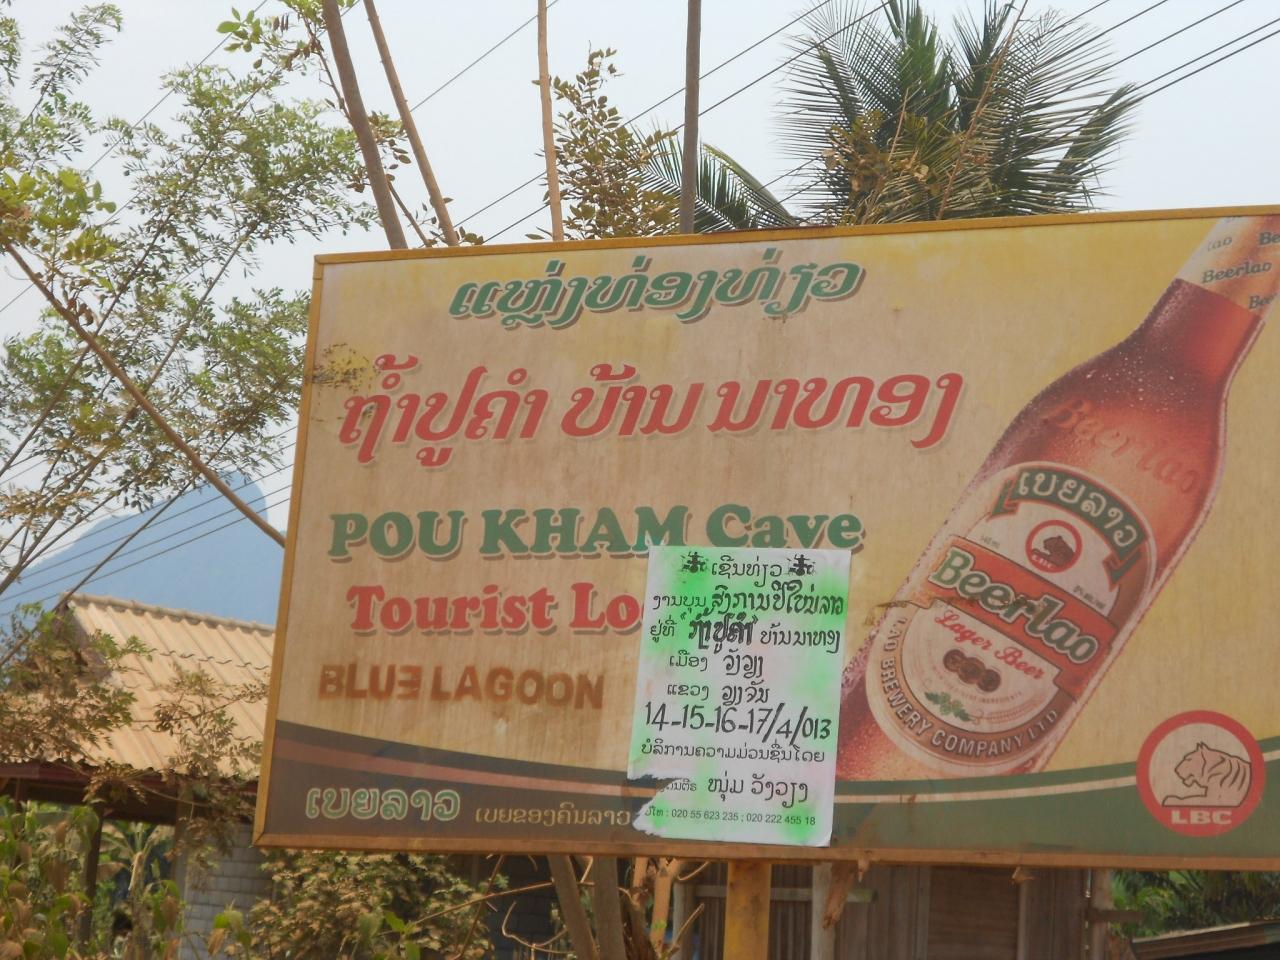 ແຫຼ່ງທ່ອງທ່ຽວ
ຖ້ຳປູຄຳ ບ້ານ ນາທອງ
POU KHAM Cave
Tourist Lo
BLUE LAGOON
ເບຍລາວ ເບຍຂອງຄົນລາວ
ເຊີນທ່ຽວ
ງານບຸນ ສັງການປີໃໝ່ລາວ
ຢູ່ທີ່ ຖ້ຳປູຄຳ ບ້ານນາທອງ
ເມືອງ ວັງວຽງ
ແຂວງ ວຽງຈັນ
14-15-16-17/4/013
ບໍລິການຄວາມມ່ວນຊື່ນໂດຍ
ໜຸ່ມ ວັງວຽງ
ໂທ : 020 55 623 235 ; 020 222 455 18
Beerlao
Beerlao
ເບຍລາວ
Beerlao
Lager Beer
LAO BREWERY COMPANY LTD
LBC